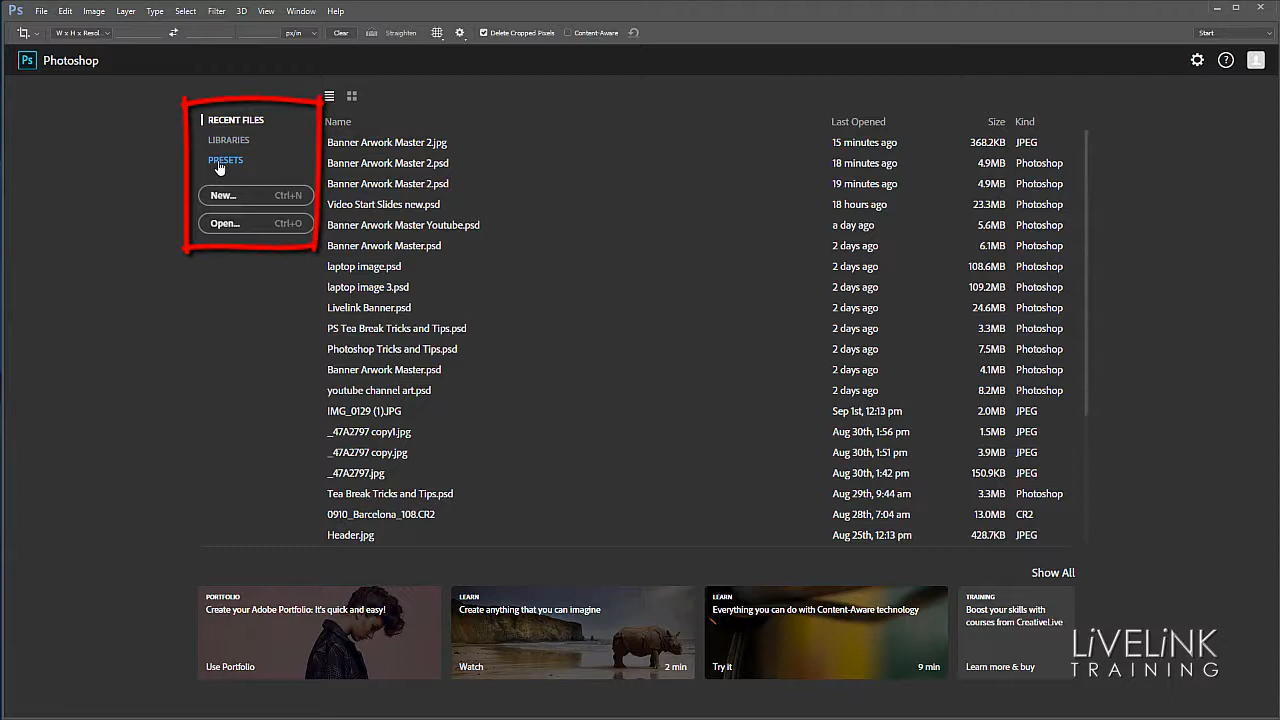 Ps File Edit Image Layer Type Select Filter 3D View Window Help
W x H x Resol... px/in Clear Straighten Delete Cropped Pixels Content-Aware Start
Ps Photoshop
RECENT FILES
LIBRARIES
PRESETS
New... Ctrl+N
Open... Ctrl+O
Name Last Opened Size Kind
Banner Arwork Master 2.jpg 15 minutes ago 368.2KB JPEG
Banner Arwork Master 2.psd 18 minutes ago 4.9MB Photoshop
Banner Arwork Master 2.psd 19 minutes ago 4.9MB Photoshop
Video Start Slides new.psd 18 hours ago 23.3MB Photoshop
Banner Arwork Master Youtube.psd a day ago 5.6MB Photoshop
Banner Arwork Master.psd 2 days ago 6.1MB Photoshop
laptop image.psd 2 days ago 108.6MB Photoshop
laptop image 3.psd 2 days ago 109.2MB Photoshop
Livelink Banner.psd 2 days ago 24.6MB Photoshop
PS Tea Break Tricks and Tips.psd 2 days ago 3.3MB Photoshop
Photoshop Tricks and Tips.psd 2 days ago 7.5MB Photoshop
Banner Arwork Master.psd 2 days ago 4.1MB Photoshop
youtube channel art.psd 2 days ago 8.2MB Photoshop
IMG_0129 (1).JPG Sep 1st, 12:13 pm 2.0MB JPEG
_47A2797 copy1.jpg Aug 30th, 1:56 pm 1.5MB JPEG
_47A2797 copy.jpg Aug 30th, 1:51 pm 3.9MB JPEG
_47A2797.jpg Aug 30th, 1:42 pm 150.9KB JPEG
Tea Break Tricks and Tips.psd Aug 29th, 9:44 am 3.3MB Photoshop
0910_Barcelona_108.CR2 Aug 28th, 7:04 am 13.0MB CR2
Header.jpg Aug 25th, 12:13 pm 428.7KB JPEG
Show All
PORTFOLIO
Create your Adobe Portfolio: It's quick and easy!
Use Portfolio
LEARN
Create anything that you can imagine
Watch 2 min
LEARN
Everything you can do with Content-Aware technology
Try it 9 min
TRAINING
Boost your skills with
courses from CreativeLive
Learn more & buy
LiVELiNK
TRAINING